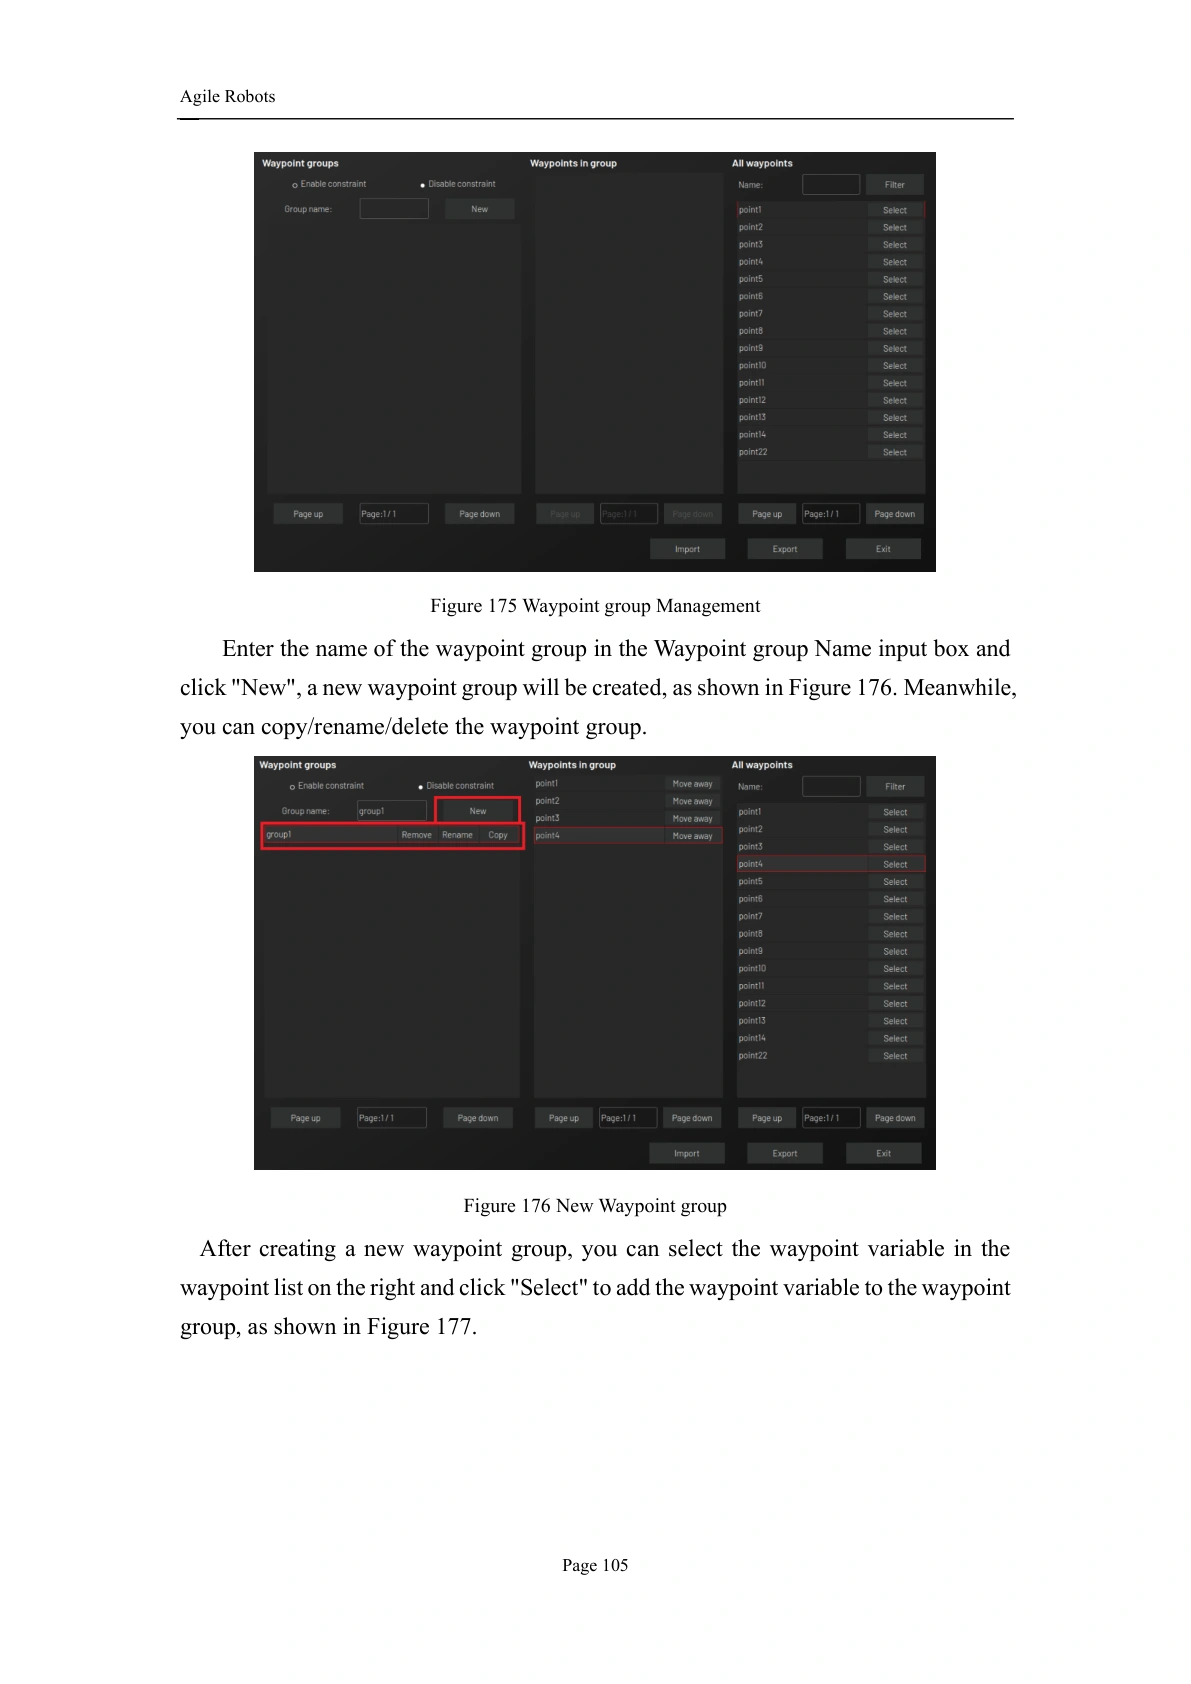 Agile Robots
Waypoint groups
Enable constraint Disable constraint
Group name: New
Page up Page:1/1 Page down
Waypoints in group
Page up Page:1/1 Page down
All waypoints
Name: Filter
point1 Select
point2 Select
point3 Select
point4 Select
point5 Select
point6 Select
point7 Select
point8 Select
point9 Select
point10 Select
point11 Select
point12 Select
point13 Select
point14 Select
point22 Select
Page up Page:1/1 Page down
Import Export Exit
Figure 175 Waypoint group Management
Enter the name of the waypoint group in the Waypoint group Name input box and
click "New", a new waypoint group will be created, as shown in Figure 176. Meanwhile,
you can copy/rename/delete the waypoint group.
Waypoint groups
Enable constraint Disable constraint
Group name: group1 New
group1 Remove Rename Copy
Page up Page:1/1 Page down
Waypoints in group
point1 Move away
point2 Move away
point3 Move away
point4 Move away
Page up Page:1/1 Page down
All waypoints
Name: Filter
point1 Select
point2 Select
point3 Select
point4 Select
point5 Select
point6 Select
point7 Select
point8 Select
point9 Select
point10 Select
point11 Select
point12 Select
point13 Select
point14 Select
point22 Select
Page up Page:1/1 Page down
Import Export Exit
Figure 176 New Waypoint group
After creating a new waypoint group, you can select the waypoint variable in the
waypoint list on the right and click "Select" to add the waypoint variable to the waypoint
group, as shown in Figure 177.
Page 105